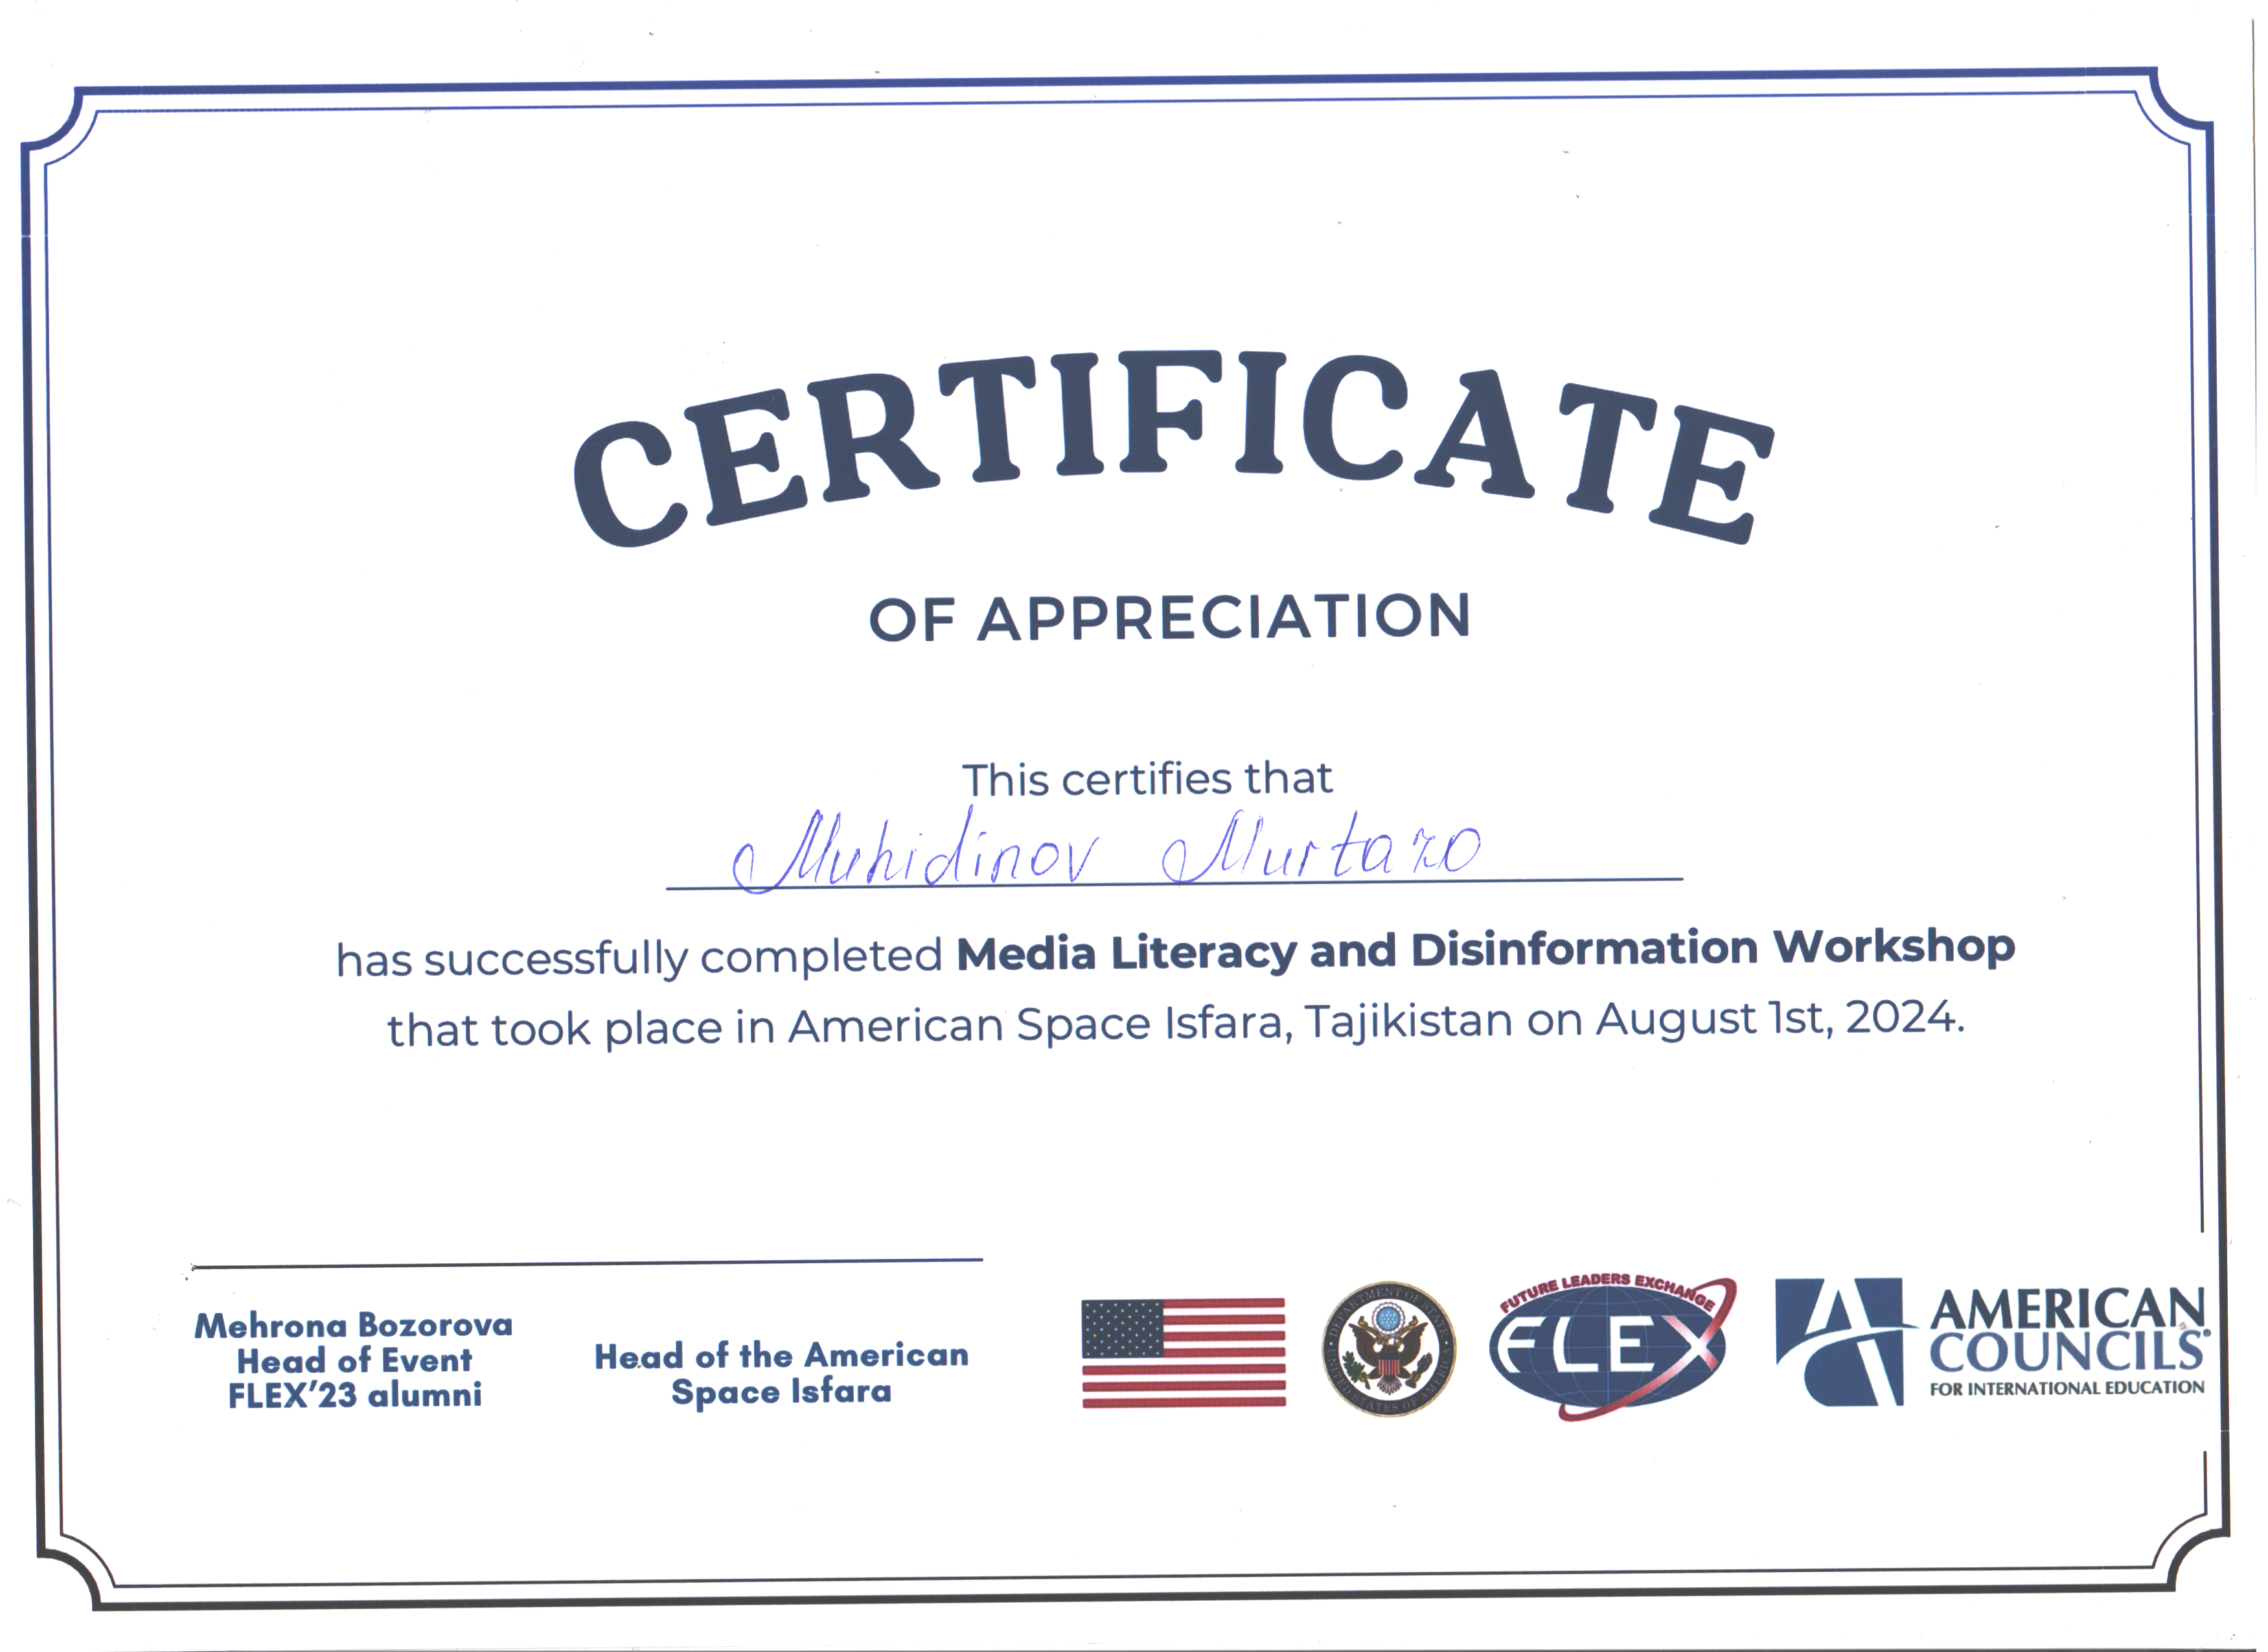 CERTIFICATE
OF APPRECIATION
This certifies that
Muhidinov Murtazo
has successfully completed Media Literacy and Disinformation Workshop
that took place in American Space Isfara, Tajikistan on August 1st, 2024.
Mehrona Bozorova
Head of Event
FLEX'23 alumni
Head of the American
Space Isfara
DEPARTMENT OF STATE
UNITED STATES OF AMERICA
FUTURE LEADERS EXCHANGE
FLEX
AMERICAN
COUNCILS®
FOR INTERNATIONAL EDUCATION